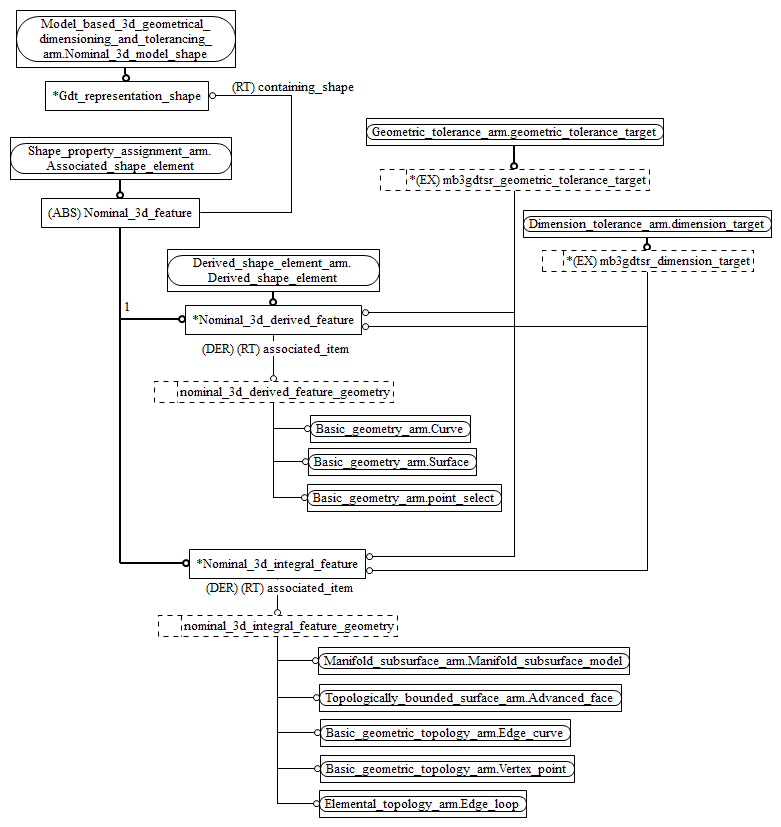 Model_based_3d_geometrical_
dimensioning_and_tolerancing_
arm.Nominal_3d_model_shape
*Gdt_representation_shape
(RT) containing_shape
Geometric_tolerance_arm.geometric_tolerance_target
Shape_property_assignment_arm.
Associated_shape_element
*(EX) mb3gdtsr_geometric_tolerance_target
(ABS) Nominal_3d_feature
Dimension_tolerance_arm.dimension_target
*(EX) mb3gdtsr_dimension_target
Derived_shape_element_arm.
Derived_shape_element
1
*Nominal_3d_derived_feature
(DER) (RT) associated_item
nominal_3d_derived_feature_geometry
Basic_geometry_arm.Curve
Basic_geometry_arm.Surface
Basic_geometry_arm.point_select
*Nominal_3d_integral_feature
(DER) (RT) associated_item
nominal_3d_integral_feature_geometry
Manifold_subsurface_arm.Manifold_subsurface_model
Topologically_bounded_surface_arm.Advanced_face
Basic_geometric_topology_arm.Edge_curve
Basic_geometric_topology_arm.Vertex_point
Elemental_topology_arm.Edge_loop